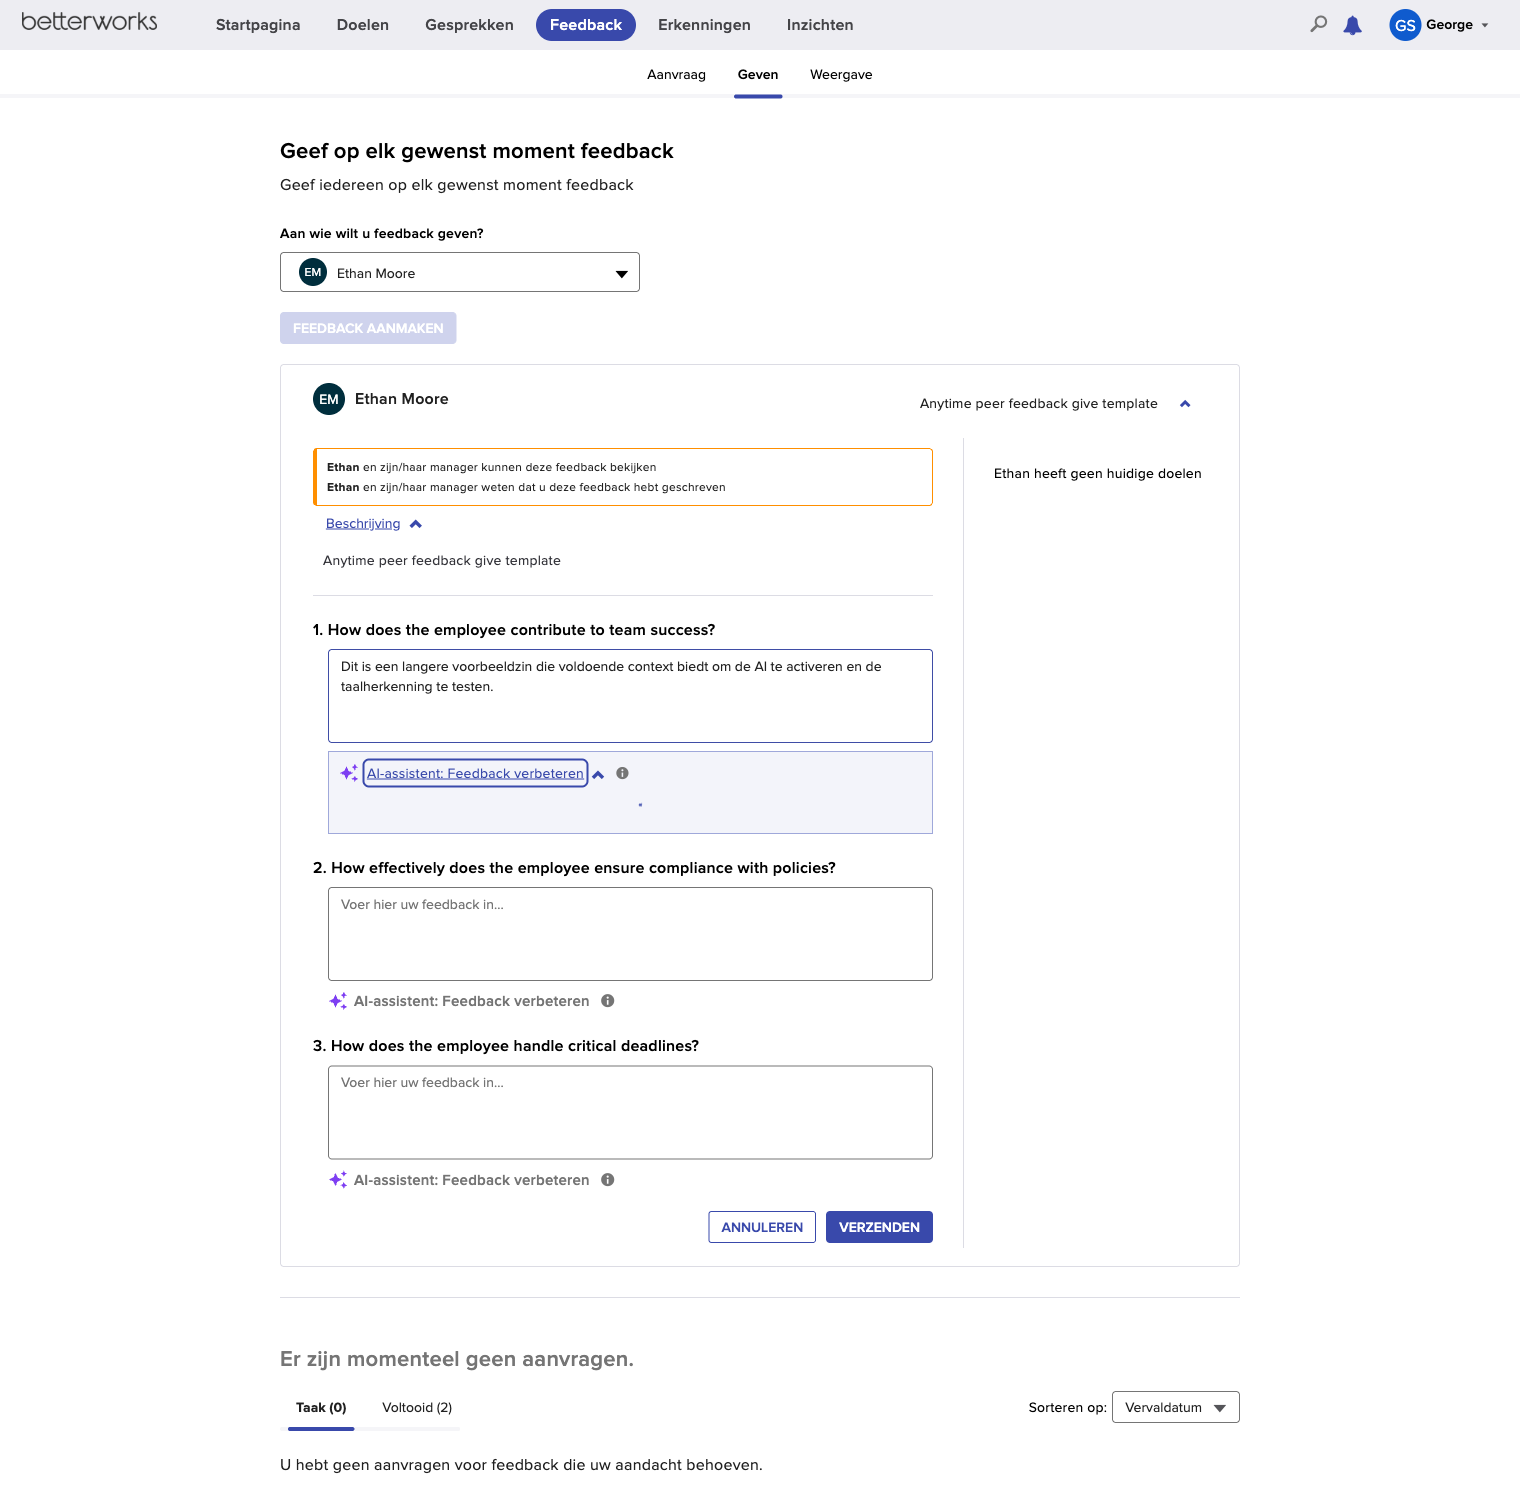 betterworks
Startpagina
Doelen
Gesprekken
Feedback
Erkenningen
Inzichten
GS
George
Aanvraag
Geven
Weergave
Geef op elk gewenst moment feedback
Geef iedereen op elk gewenst moment feedback
Aan wie wilt u feedback geven?
EM Ethan Moore
FEEDBACK AANMAKEN
EM Ethan Moore
Anytime peer feedback give template
Ethan en zijn/haar manager kunnen deze feedback bekijken
Ethan en zijn/haar manager weten dat u deze feedback hebt geschreven
Ethan heeft geen huidige doelen
Beschrijving
Anytime peer feedback give template
1. How does the employee contribute to team success?
Dit is een langere voorbeeldzin die voldoende context biedt om de AI te activeren en de
taalherkenning te testen.
AI-assistent: Feedback verbeteren
2. How effectively does the employee ensure compliance with policies?
Voer hier uw feedback in...
AI-assistent: Feedback verbeteren
3. How does the employee handle critical deadlines?
Voer hier uw feedback in...
AI-assistent: Feedback verbeteren
ANNULEREN
VERZENDEN
Er zijn momenteel geen aanvragen.
Taak (0)
Voltooid (2)
Sorteren op:
Vervaldatum
U hebt geen aanvragen voor feedback die uw aandacht behoeven.